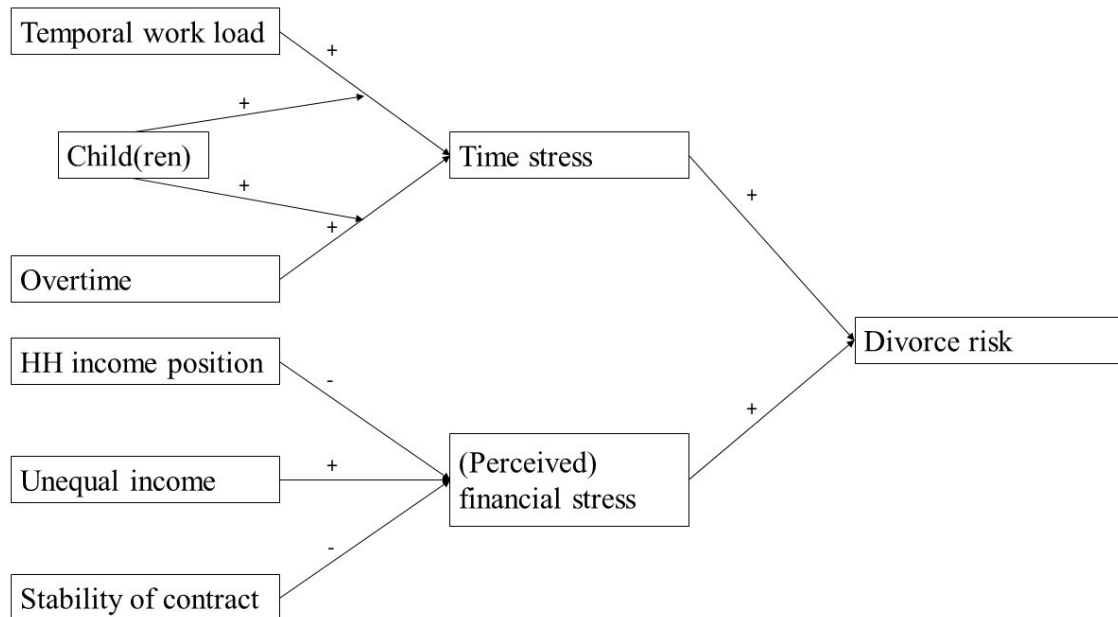 Temporal work load
+
+
Child(ren)
Time stress
+
+
+
Overtime
HH income position
Divorce risk
-
+
(Perceived)
financial stress
+
Unequal income
-
Stability of contract